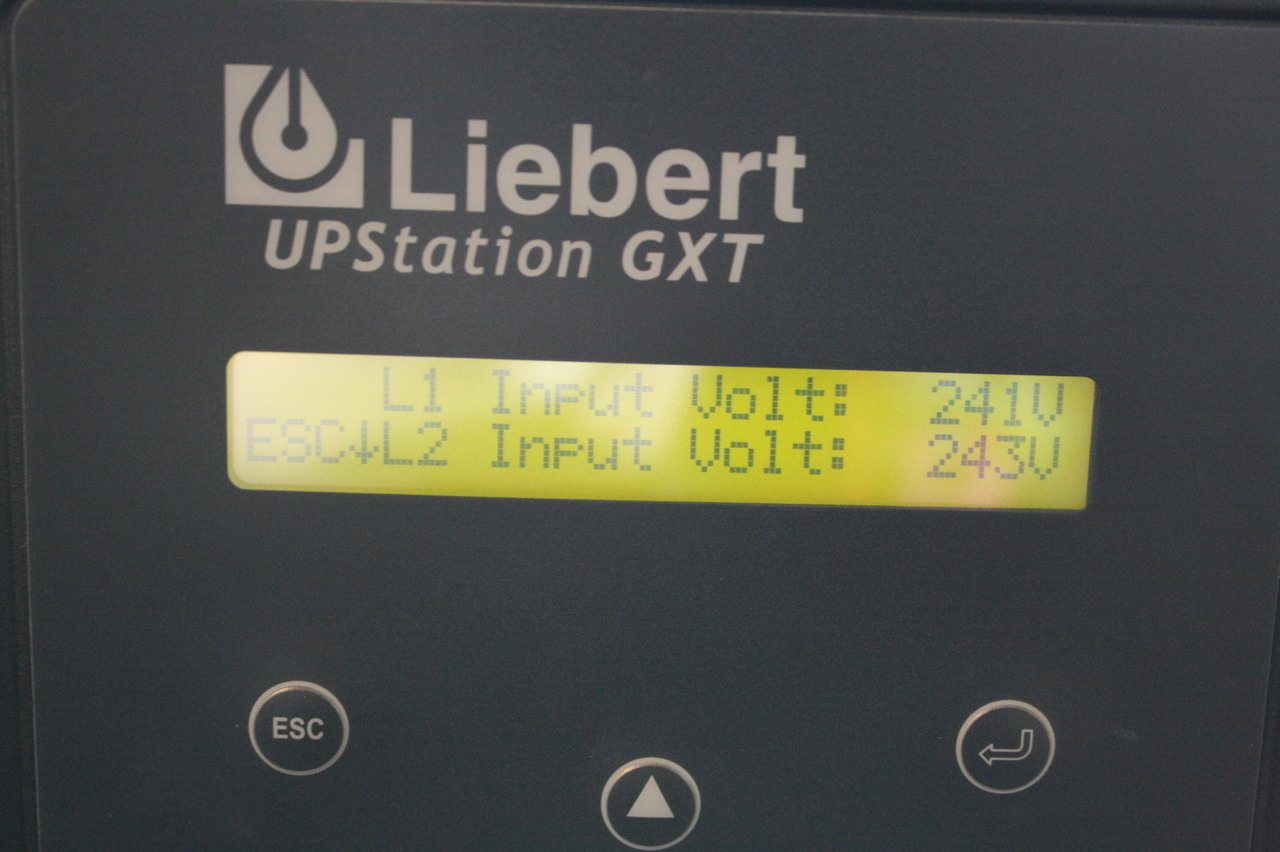 Liebert
UPStation GXT
L1 Input Volt: 241V
ESC↓L2 Input Volt: 243V
ESC